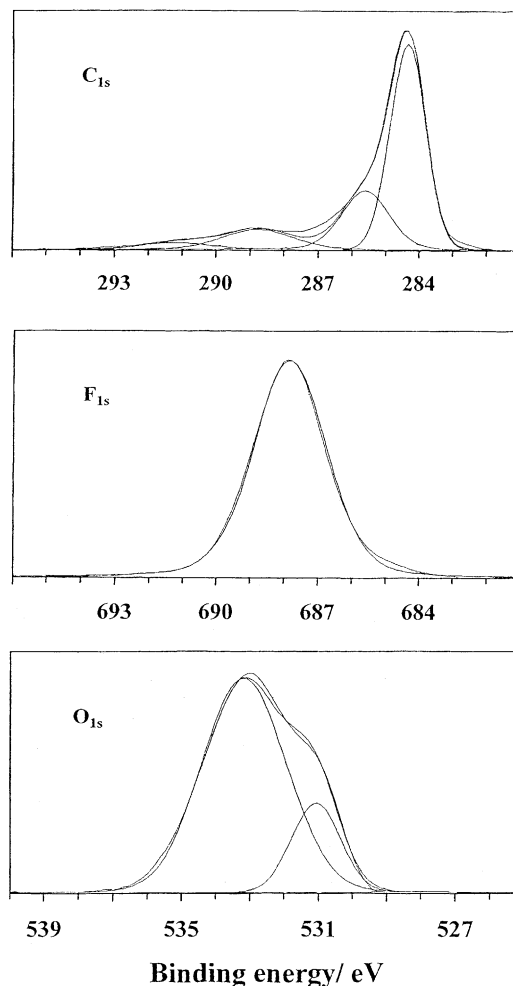 C1s
293 290 287 284
F1s
693 690 687 684
O1s
539 535 531 527
Binding energy/ eV